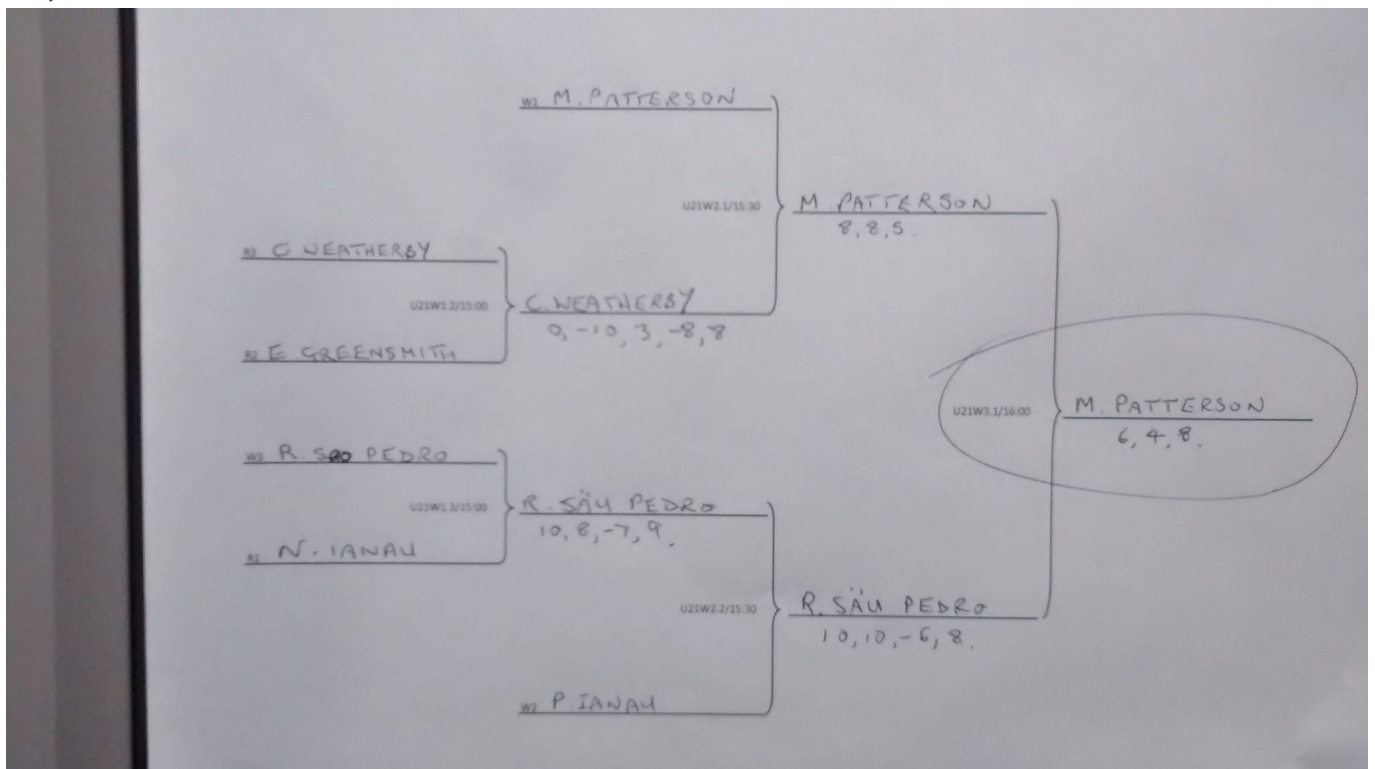 W1 M. PATTERSON
U21W2.1/15:30
M. PATTERSON
8, 8, 5.
R3 C WEATHERBY
U21W1.2/15:00
C. WEATHERBY
9, -10, 3, -8, 8
R2 E. GREENSMITH
U21W3.1/16:00
M. PATTERSON
6, 4, 8.
W3 R. PEDRO
U21W1.3/15:00
R. SÄU PEDRO
10, 8, -7, 9.
R1 N. IANAU
U21W2.2/15:30
R. SÄU PEDRO
10, 10, -6, 8.
W2 P. IANAU